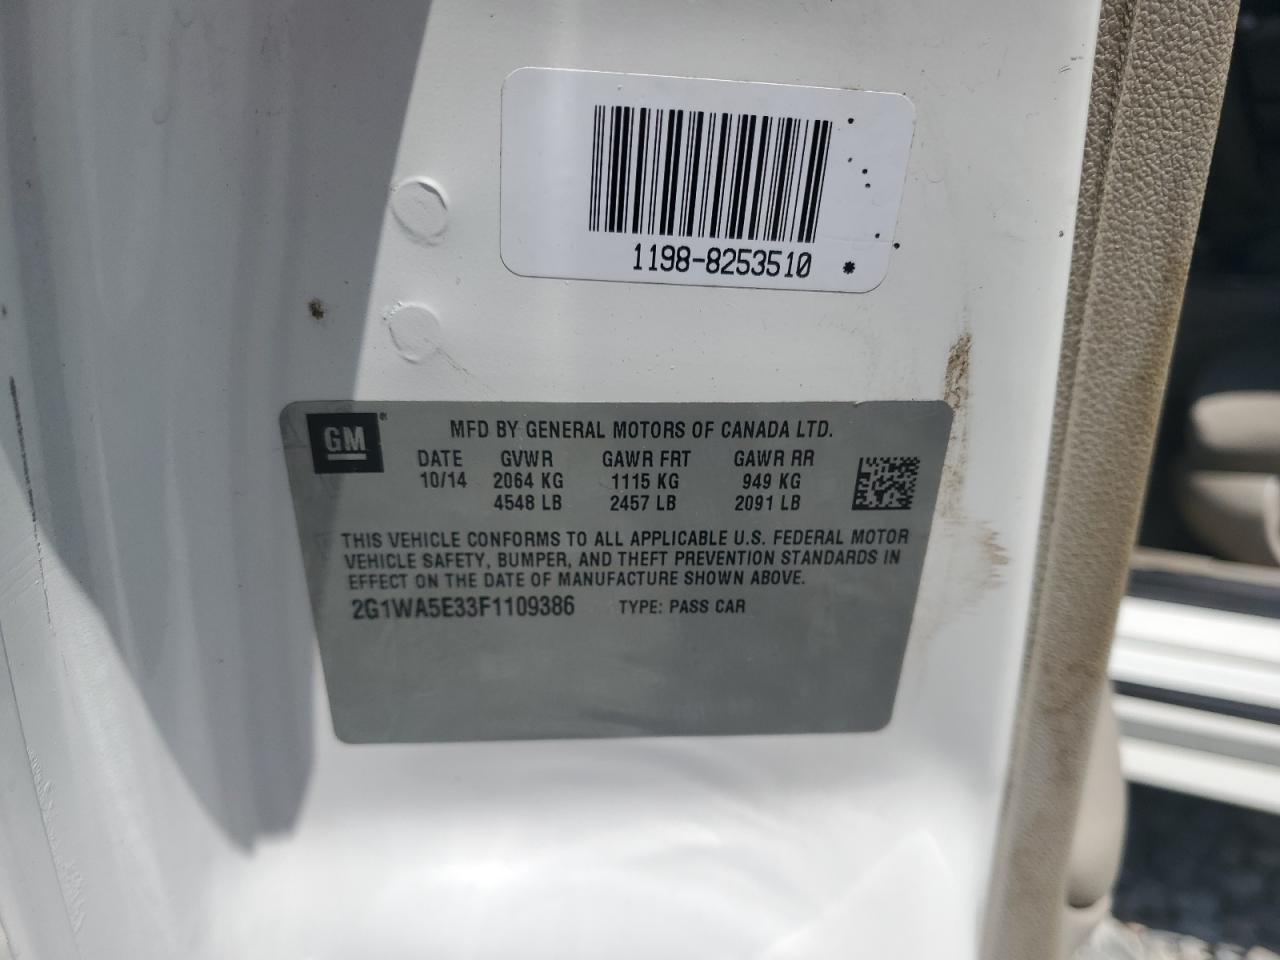 1198-8253510 *
GM ® MFD BY GENERAL MOTORS OF CANADA LTD.
DATE GVWR GAWR FRT GAWR RR
10/14 2064 KG 1115 KG 949 KG
4548 LB 2457 LB 2091 LB
THIS VEHICLE CONFORMS TO ALL APPLICABLE U.S. FEDERAL MOTOR
VEHICLE SAFETY, BUMPER, AND THEFT PREVENTION STANDARDS IN
EFFECT ON THE DATE OF MANUFACTURE SHOWN ABOVE.
2G1WA5E33F1109386 TYPE: PASS CAR